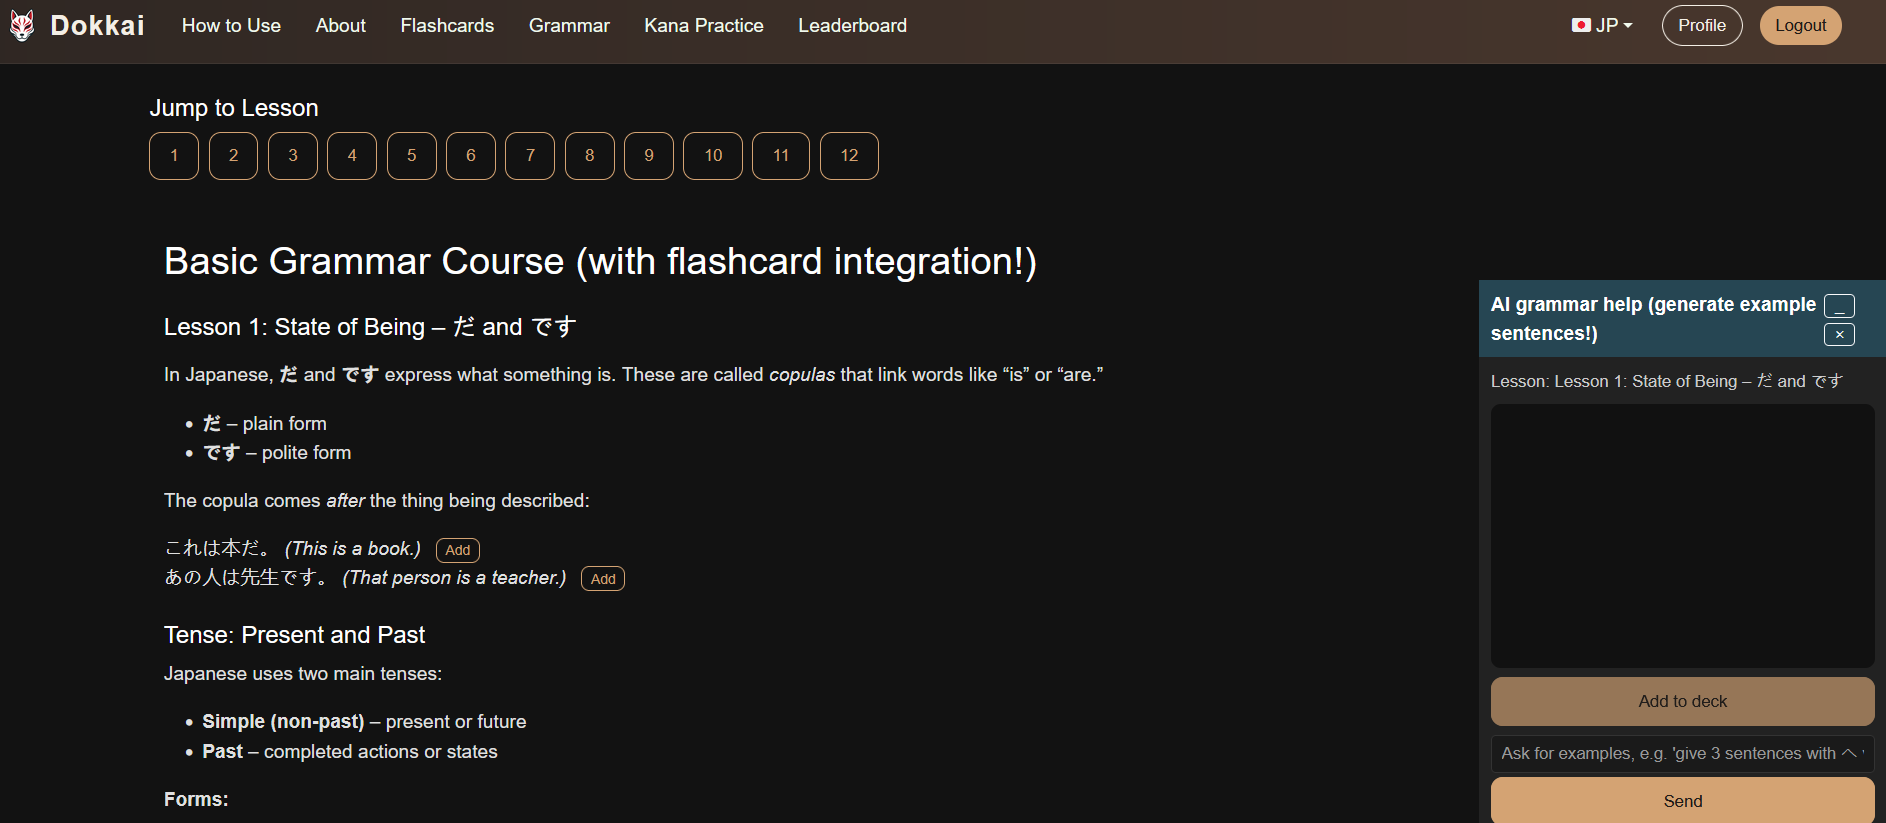 Dokkai How to Use About Flashcards Grammar Kana Practice Leaderboard JP Profile Logout
Jump to Lesson
1 2 3 4 5 6 7 8 9 10 11 12
Basic Grammar Course (with flashcard integration!)
Lesson 1: State of Being – だ and です
In Japanese, だ and です express what something is. These are called copulas that link words like “is” or “are.”
• だ – plain form
• です – polite form
The copula comes after the thing being described:
これは本だ。 (This is a book.) Add
あの人は先生です。 (That person is a teacher.) Add
Tense: Present and Past
Japanese uses two main tenses:
• Simple (non-past) – present or future
• Past – completed actions or states
Forms:
AI grammar help (generate example _
sentences!) ×
Lesson: Lesson 1: State of Being – だ and です
Add to deck
Ask for examples, e.g. 'give 3 sentences with へ
Send